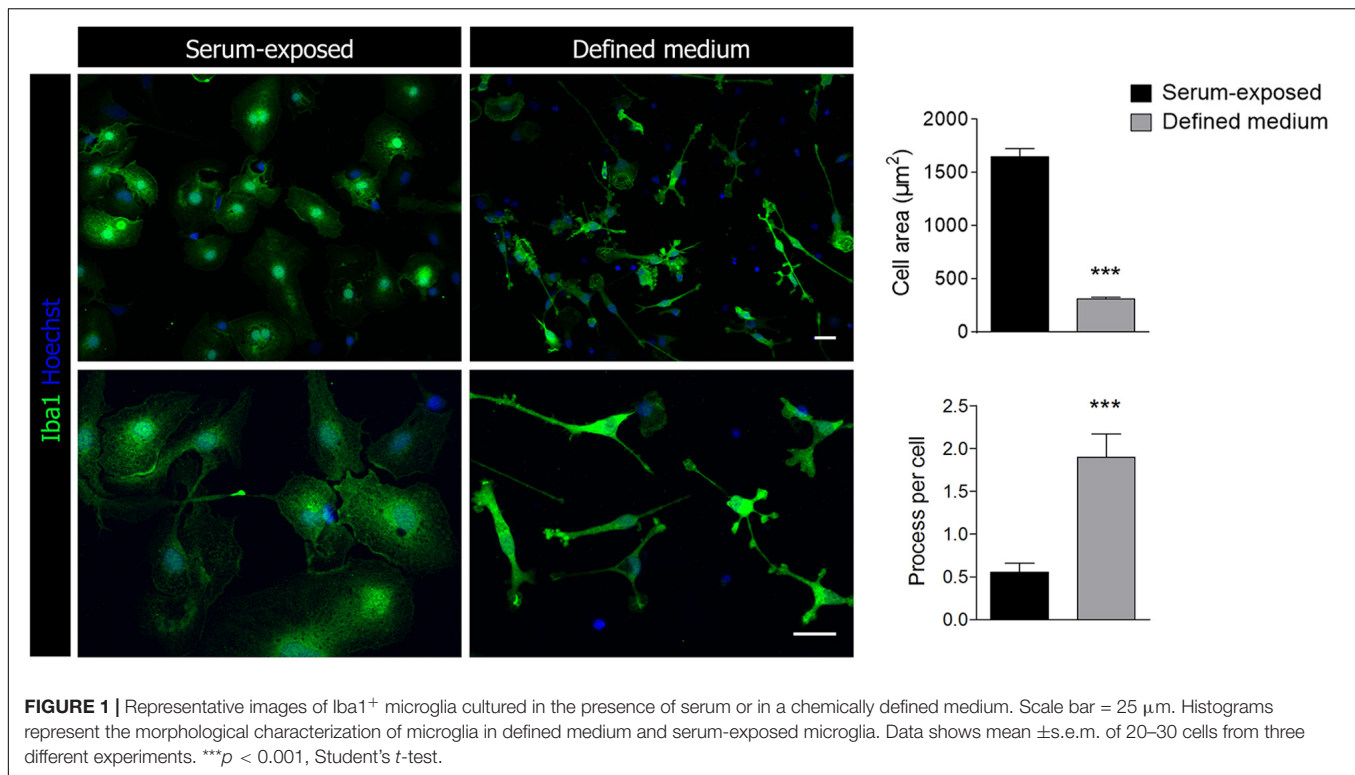 Serum-exposed
Defined medium
Iba1 Hoechst
Serum-exposed
Defined medium
2000
1500
1000
500
0
Cell area (µm²)
***
2.5
2.0
1.5
1.0
0.5
0.0
Process per cell
***
FIGURE 1 | Representative images of Iba1⁺ microglia cultured in the presence of serum or in a chemically defined medium. Scale bar = 25 µm. Histograms
represent the morphological characterization of microglia in defined medium and serum-exposed microglia. Data shows mean ±s.e.m. of 20–30 cells from three
different experiments. ***p < 0.001, Student's t-test.